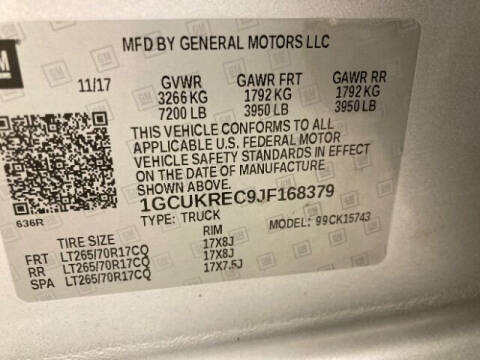 GM
MFD BY GENERAL MOTORS LLC
11/17 GVWR GAWR FRT GAWR RR
3266 KG 1792 KG 1792 KG
7200 LB 3950 LB 3950 LB
THIS VEHICLE CONFORMS TO ALL
APPLICABLE U.S. FEDERAL MOTOR
VEHICLE SAFETY STANDARDS IN EFFECT
ON THE DATE OF MANUFACTURE
SHOWN ABOVE.
1GCUKREC9JF168379
636R TYPE: TRUCK 99CK15743
TIRE SIZE RIM
FRT LT265/70R17CQ 17X8J
RR LT265/70R17CQ 17X8J
SPA LT265/70R17CQ 17X7.5J